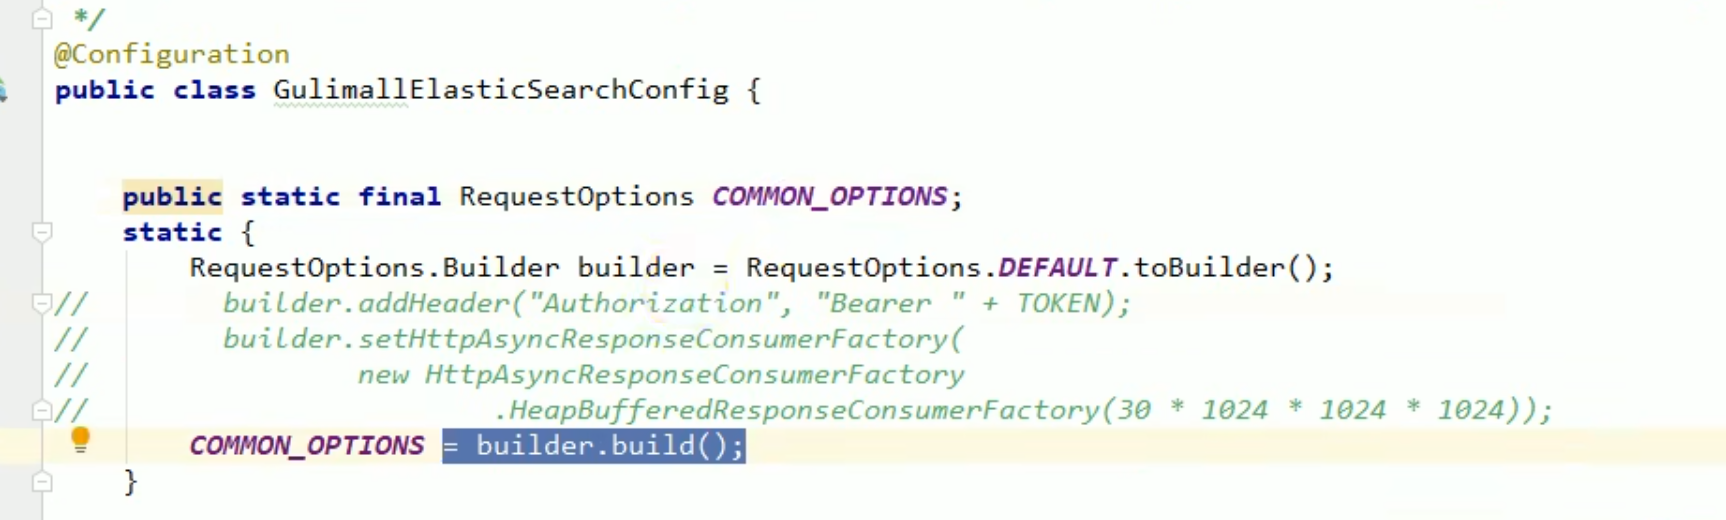 */
@Configuration
public class GulimallElasticSearchConfig {
public static final RequestOptions COMMON_OPTIONS;
static {
RequestOptions.Builder builder = RequestOptions.DEFAULT.toBuilder();
// builder.addHeader("Authorization", "Bearer " + TOKEN);
// builder.setHttpAsyncResponseConsumerFactory(
// new HttpAsyncResponseConsumerFactory
// .HeapBufferedResponseConsumerFactory(30 * 1024 * 1024 * 1024));
COMMON_OPTIONS = builder.build();
}